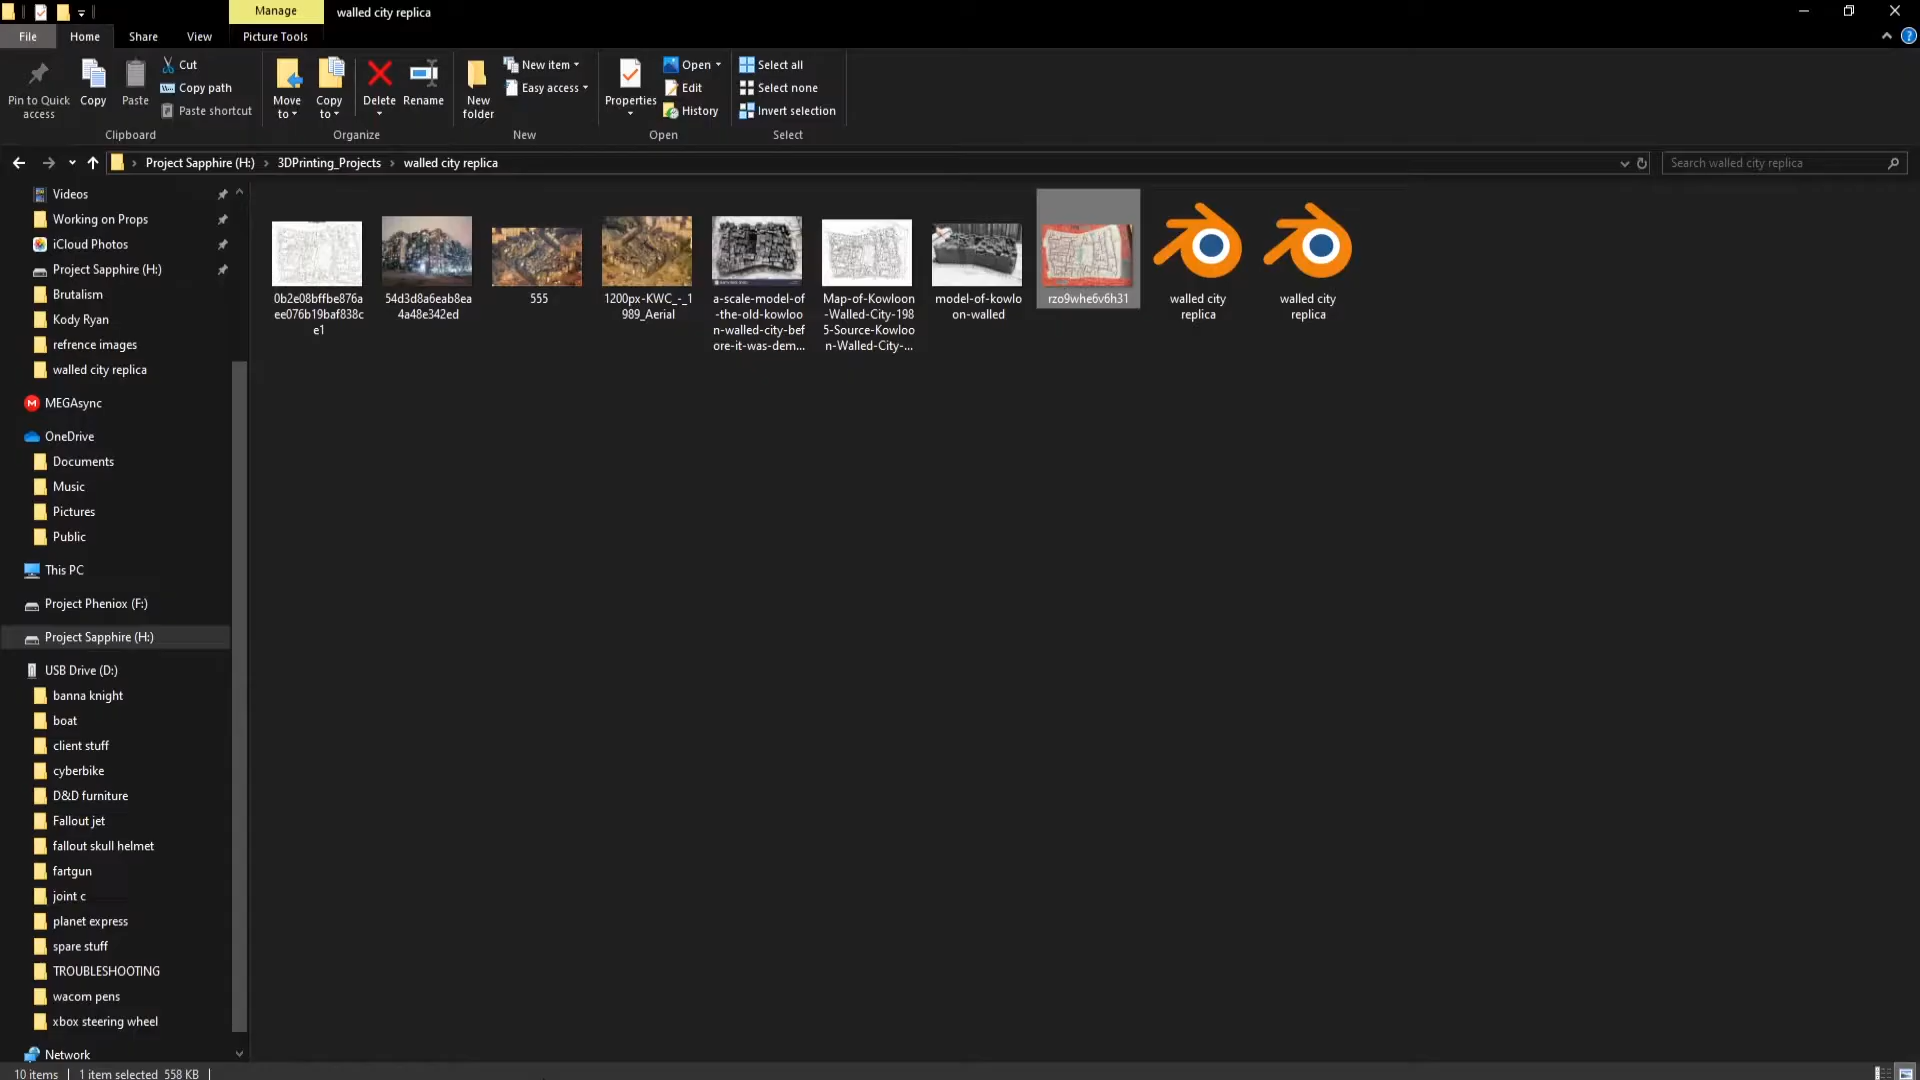 Manage
walled city replica
File
Home
Share
View
Picture Tools
Pin to Quick
access
Copy
Paste
Cut
Copy path
Paste shortcut
Clipboard
Move
to
Copy
to
Delete
Rename
Organize
New
folder
New item
Easy access
New
Properties
Open
Edit
History
Open
Select all
Select none
Invert selection
Select
Project Sapphire (H:)
3DPrinting_Projects
walled city replica
Search walled city replica
Videos
Working on Props
iCloud Photos
Project Sapphire (H:)
Brutalism
Kody Ryan
refrence images
walled city replica
MEGAsync
OneDrive
Documents
Music
Pictures
Public
This PC
Project Pheniox (F:)
Project Sapphire (H:)
USB Drive (D:)
banna knight
boat
client stuff
cyberbike
D&D furniture
Fallout jet
fallout skull helmet
fartgun
joint c
planet express
spare stuff
TROUBLESHOOTING
wacom pens
xbox steering wheel
Network
0b2e08bffbe876a
ee076b19baf838c
e1
54d3d8a6eab8ea
4a48e342ed
555
1200px-KWC_-_1
989_Aerial
a-scale-model-of
-the-old-kowloo
n-walled-city-bef
ore-it-was-dem...
Map-of-Kowloon
-Walled-City-198
5-Source-Kowloo
n-Walled-City-...
model-of-kowlo
on-walled
rzo9whe6v6h31
walled city
replica
walled city
replica
10 items
1 item selected 558 KB